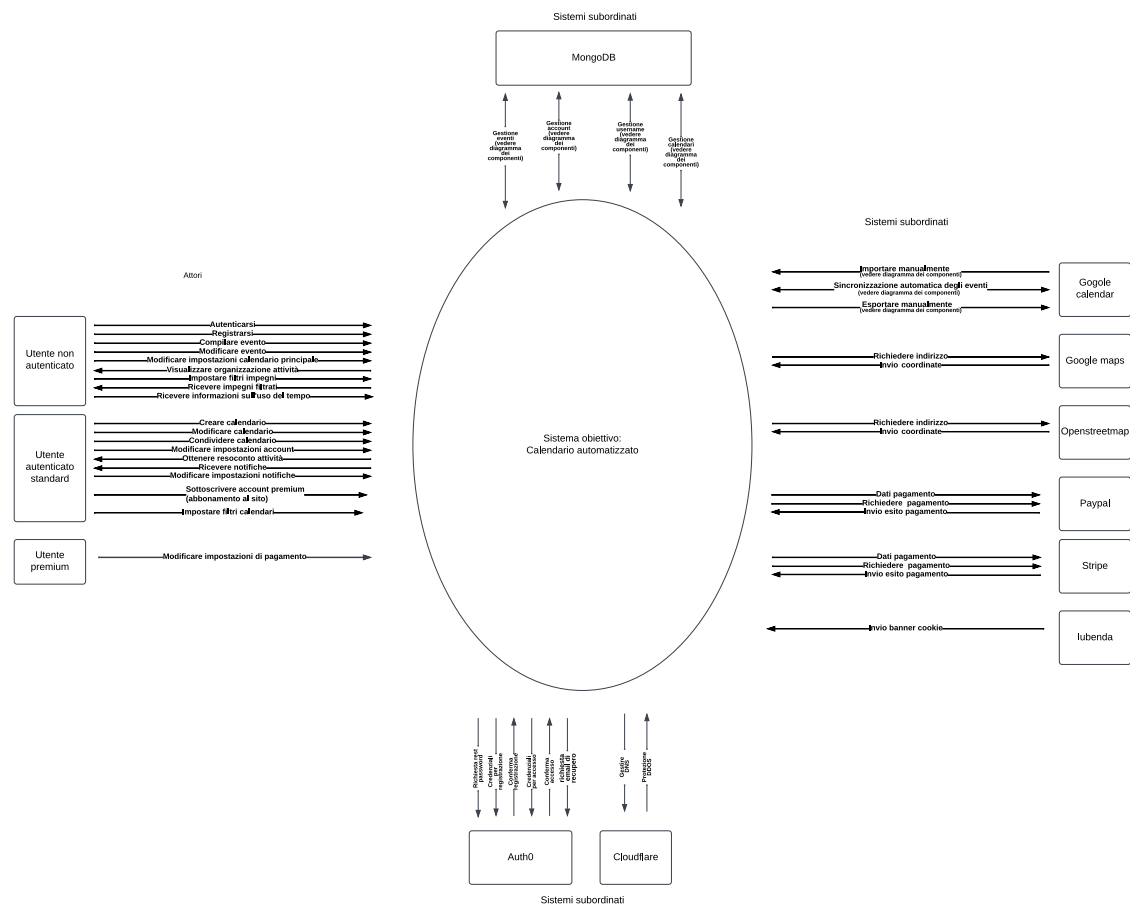 Sistemi subordinati
MongoDB
Gestione
eventi
(vedere
diagramma
dei
componenti)
Gestione
account
(vedere
diagramma
dei
componenti)
Gestione
username
(vedere
diagramma
dei
componenti)
Gestione
calendari
(vedere
diagramma
dei
componenti)
Attori
Utente non
autenticato
Autenticarsi
Registrarsi
Compilare evento
Modificare evento
Modificare impostazioni calendario principale
Visualizzare organizzazione attività
Impostare filtri impegni
Ricevere impegni filtrati
Ricevere informazioni sull'uso del tempo
Utente
autenticato
standard
Creare calendario
Modificare calendario
Condividere calendario
Modificare impostazioni account
Ottenere resoconto attività
Ricevere notifiche
Modificare impostazioni notifiche
Sottoscrivere account premium
(abbonamento al sito)
Impostare filtri calendari
Utente
premium
Modificare impostazioni di pagamento
Sistema obiettivo:
Calendario automatizzato
Sistemi subordinati
Importare manualmente
(vedere diagramma dei componenti)
Sincronizzazione automatica degli eventi
(vedere diagramma dei componenti)
Esportare manualmente
(vedere diagramma dei componenti)
Gogole
calendar
Richiedere indirizzo
Invio coordinate
Google maps
Richiedere indirizzo
Invio coordinate
Openstreetmap
Dati pagamento
Richiedere pagamento
Invio esito pagamento
Paypal
Dati pagamento
Richiedere pagamento
Invio esito pagamento
Stripe
Invio banner cookie
Iubenda
Richiesta rest
password
Credenziali
per
registrazione
Conferma
registrazione
Credenziali
per accesso
Conferma
accesso
richiesta
email di
recupero
Gestire
DNS
Protezione
DDOS
Auth0
Cloudflare
Sistemi subordinati